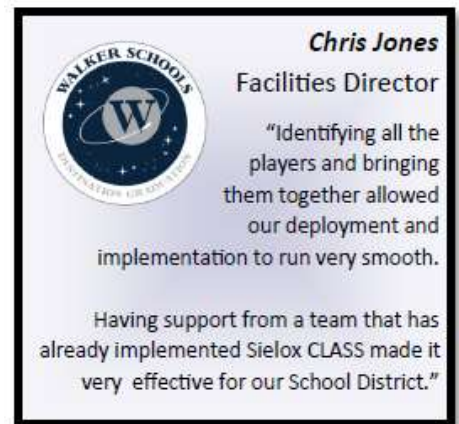 Chris Jones
Facilities Director
WALKER SCHOOLS
W
DESTINATION GRADUATION
“Identifying all the
players and bringing
them together allowed
our deployment and
implementation to run very smooth.
Having support from a team that has
already implemented Sielox CLASS made it
very effective for our School District.”